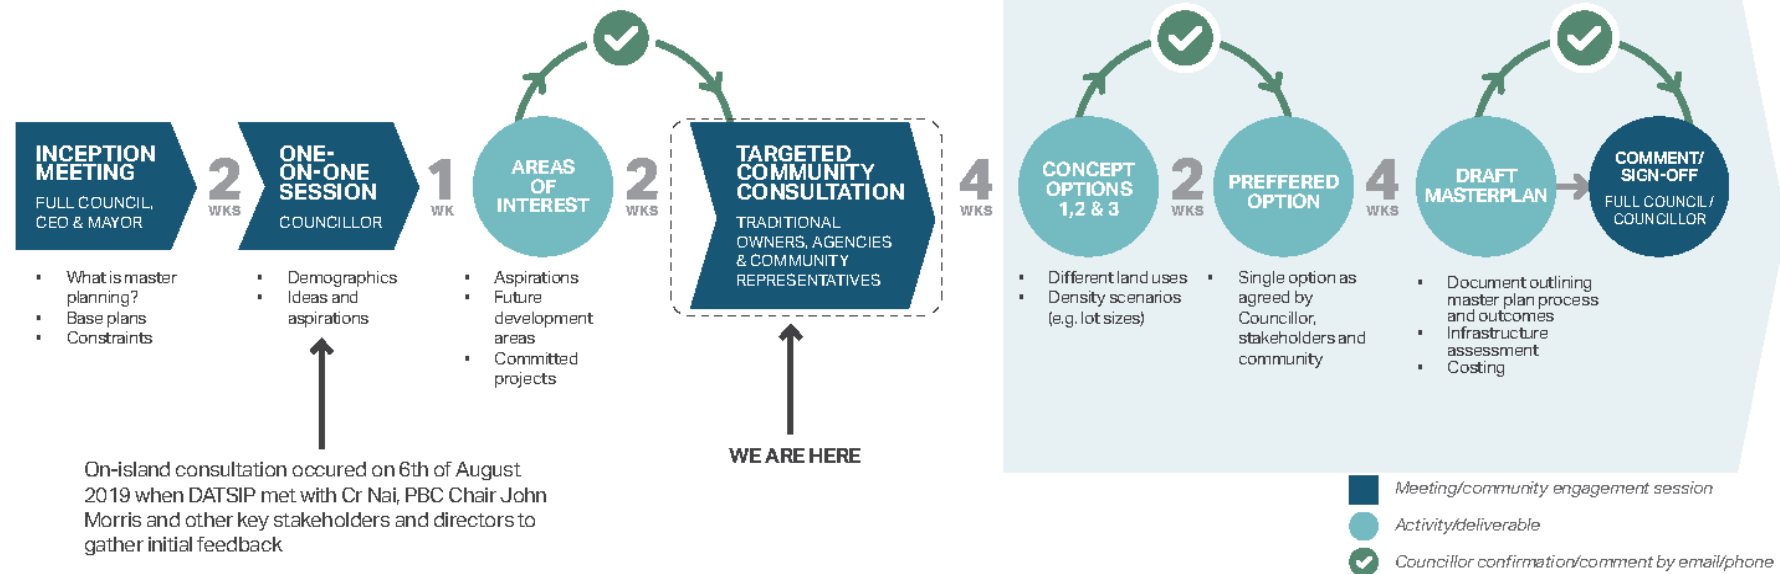 INCEPTION
MEETING
FULL COUNCIL,
CEO & MAYOR
▪ What is master
planning?
▪ Base plans
▪ Constraints
2
WKS
ONE-
ON-ONE
SESSION
COUNCILLOR
▪ Demographics
▪ Ideas and
aspirations
On-island consultation occured on 6th of August
2019 when DATSIP met with Cr Nai, PBC Chair John
Morris and other key stakeholders and directors to
gather initial feedback
1
WK
AREAS
OF
INTEREST
▪ Aspirations
▪ Future
development
areas
▪ Committed
projects
2
WKS
TARGETED
COMMUNITY
CONSULTATION
TRADITIONAL
OWNERS, AGENCIES
& COMMUNITY
REPRESENTATIVES
WE ARE HERE
4
WKS
CONCEPT
OPTIONS
1,2 & 3
▪ Different land uses
▪ Density scenarios
(e.g. lot sizes)
2
WKS
PREFFERED
OPTION
▪ Single option as
agreed by
Councillor,
stakeholders and
community
4
WKS
DRAFT
MASTERPLAN
▪ Document outlining
master plan process
and outcomes
▪ Infrastructure
assessment
▪ Costing
COMMENT/
SIGN-OFF
FULL COUNCIL/
COUNCILLOR
Meeting/community engagement session
Activity/deliverable
Councillor confirmation/comment by email/phone